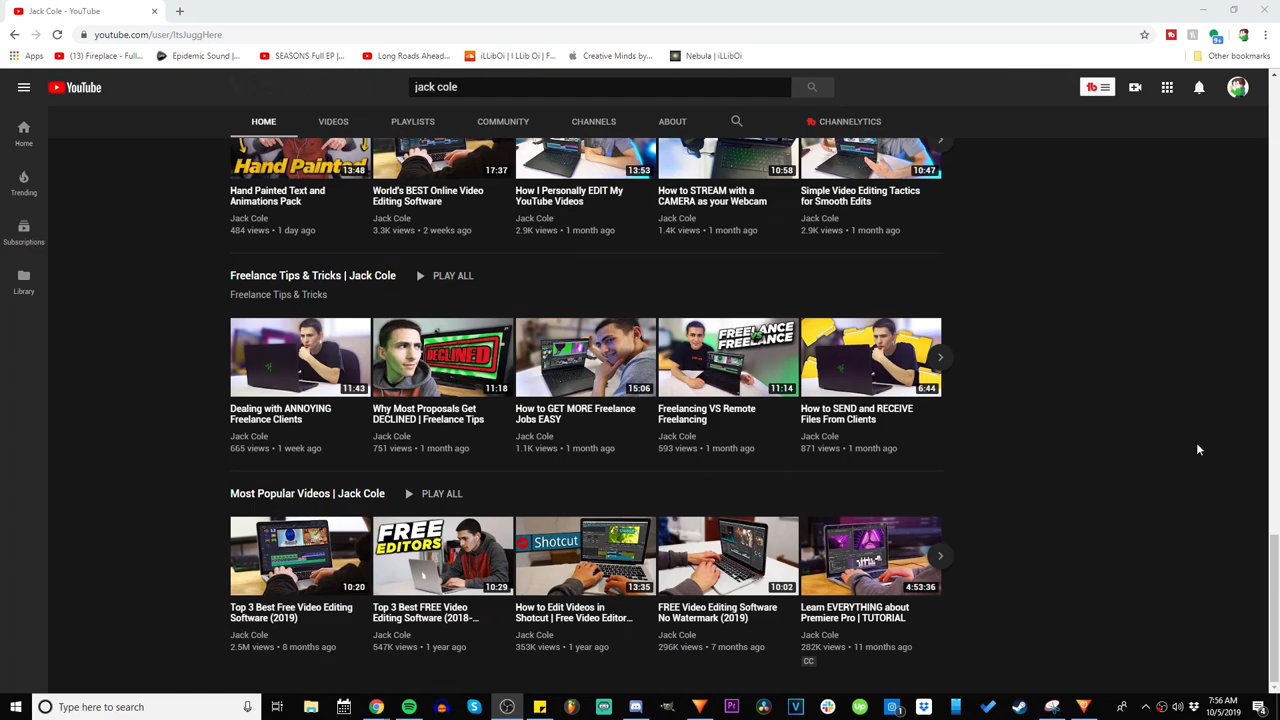 Jack Cole - YouTube
youtube.com/user/ItsJuggHere
Apps
(13) Fireplace - Full...
Epidemic Sound |...
SEASONS Full EP |...
Long Roads Ahead...
iLLibOi | I LLib Oi | F...
Creative Minds by...
Nebula | iLLibOi
Other bookmarks
YouTube
jack cole
HOME VIDEOS PLAYLISTS COMMUNITY CHANNELS ABOUT CHANNELYTICS
Home
Trending
Subscriptions
Library
Hand Painted
13:48
17:37
13:53
10:58
10:47
Hand Painted Text and
Animations Pack
Jack Cole
484 views • 1 day ago
World's BEST Online Video
Editing Software
Jack Cole
3.3K views • 2 weeks ago
How I Personally EDIT My
YouTube Videos
Jack Cole
2.9K views • 1 month ago
How to STREAM with a
CAMERA as your Webcam
Jack Cole
1.4K views • 1 month ago
Simple Video Editing Tactics
for Smooth Edits
Jack Cole
2.9K views • 1 month ago
Freelance Tips & Tricks | Jack Cole
PLAY ALL
Freelance Tips & Tricks
11:43
DECLINED
11:18
15:06
FREELANCE
VS
FREELANCE
11:14
6:44
Dealing with ANNOYING
Freelance Clients
Jack Cole
665 views • 1 week ago
Why Most Proposals Get
DECLINED | Freelance Tips
Jack Cole
751 views • 1 month ago
How to GET MORE Freelance
Jobs EASY
Jack Cole
1.1K views • 1 month ago
Freelancing VS Remote
Freelancing
Jack Cole
593 views • 1 month ago
How to SEND and RECEIVE
Files From Clients
Jack Cole
871 views • 1 month ago
Most Popular Videos | Jack Cole
PLAY ALL
10:20
FREE
EDITORS
10:29
Shotcut
13:35
10:02
4:53:36
Top 3 Best Free Video Editing
Software (2019)
Jack Cole
2.5M views • 8 months ago
Top 3 Best FREE Video
Editing Software (2018-...
Jack Cole
547K views • 1 year ago
How to Edit Videos in
Shotcut | Free Video Editor...
Jack Cole
353K views • 1 year ago
FREE Video Editing Software
No Watermark (2019)
Jack Cole
296K views • 7 months ago
Learn EVERYTHING about
Premiere Pro | TUTORIAL
Jack Cole
282K views • 11 months ago
CC
Type here to search
7:56 AM
10/5/2019